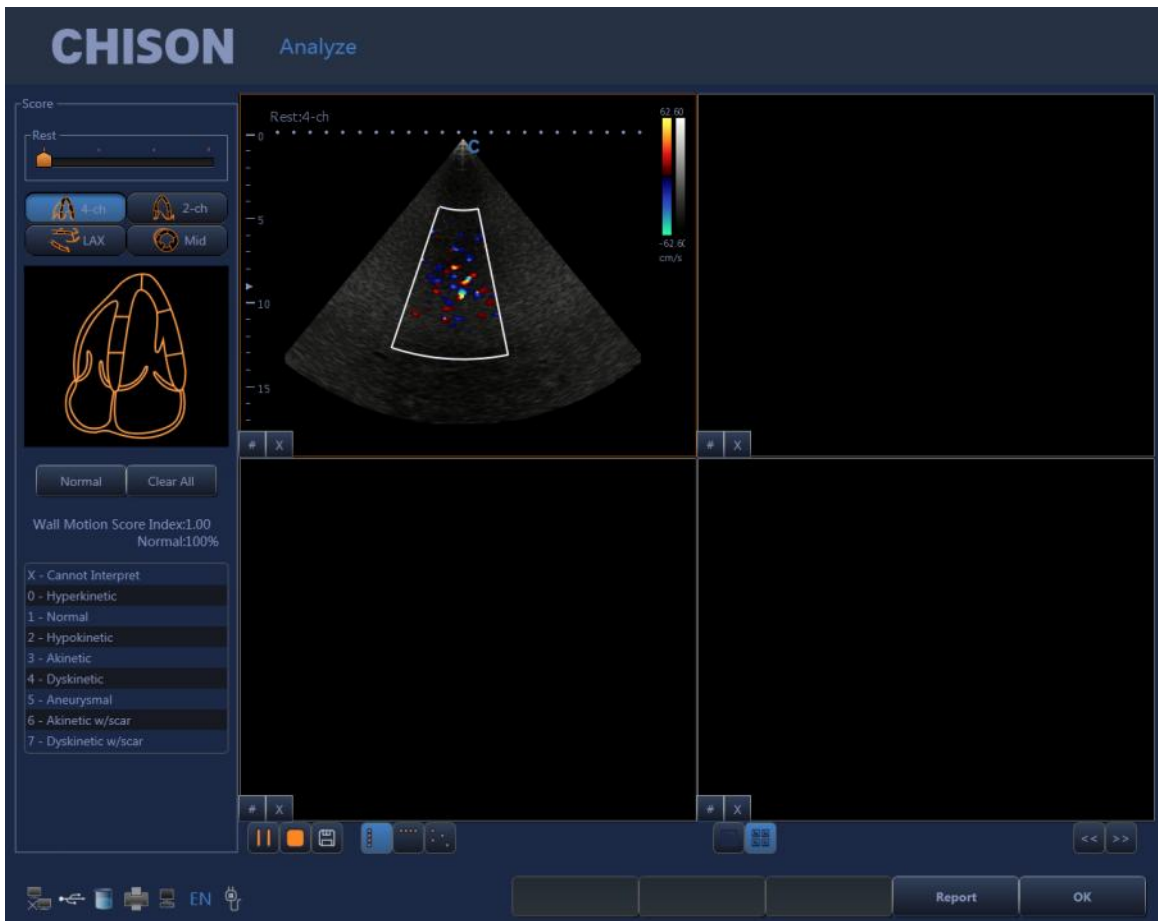 CHISON Analyze
Score
Rest
4-ch 2-ch
LAX Mid
Normal Clear All
Wall Motion Score Index:1.00
Normal:100%
X - Cannot Interpret
0 - Hyperkinetic
1 - Normal
2 - Hypokinetic
3 - Akinetic
4 - Dyskinetic
5 - Aneurysmal
6 - Akinetic w/scar
7 - Dyskinetic w/scar
Rest:4-ch
62.60
0
C
5
-62.60
cm/s
10
15
# X
# X
# X
# X
<< >>
EN
Report OK